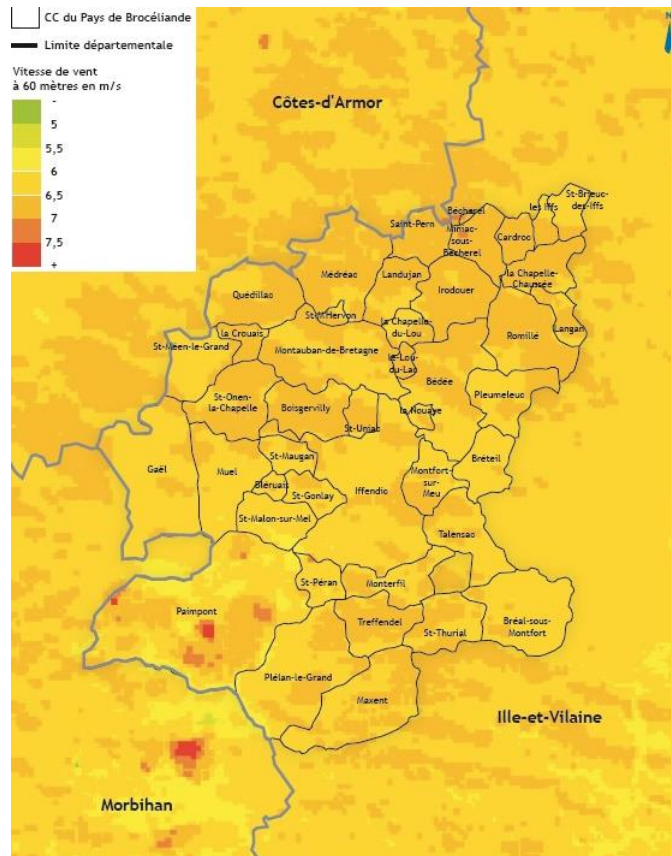 CC du Pays de Brocéliande
Limite départementale
Vitesse de vent
à 60 mètres en m/s
-
5
5,5
6
6,5
7
7,5
+
Côtes-d'Armor
St-Brieuc-
des-Iffs
les Iffs
Bécherel
Saint-Pern
Miniac-
sous-
Bécherel
Cardroc
la Chapelle-
Chaussée
Médréac
Landujan
Irodouer
Quédillac
St-M'Hervon
la Chapelle-
du-Lou
Romillé
Langan
la Crouais
St-Méen-le-Grand
Montauban-de-Bretagne
le-Lou-
du-Lac
Bédée
St-Onen-
la-Chapelle
Boisgervilly
Pleumeleuc
la Nouaye
St-Uniac
Gaël
Muel
St-Maugan
Bléruais
St-Gonlay
Iffendic
Montfort-
sur-
Meu
Bréteil
St-Malon-sur-Mel
Talensac
St-Péran
Monterfil
Paimpont
Treffendel
St-Thurial
Bréal-sous-
Montfort
Plélan-le-Grand
Maxent
Ille-et-Vilaine
Morbihan